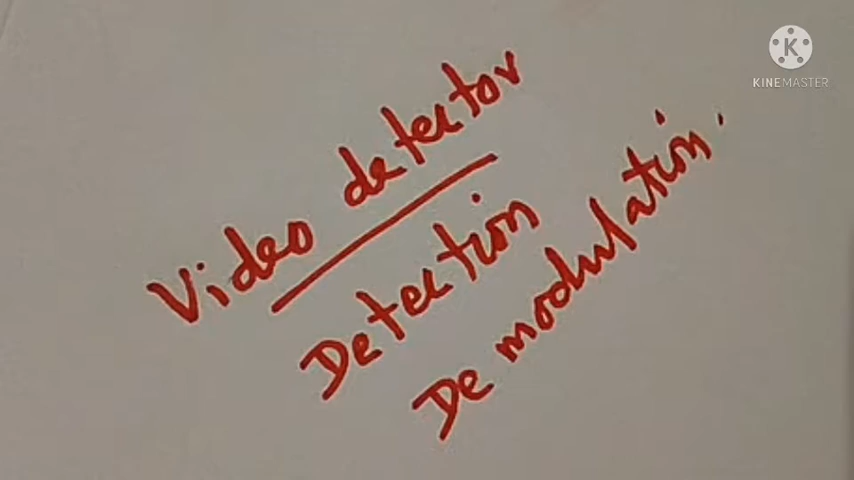 Video detector
Detection
De modulation.
K
KINEMASTER